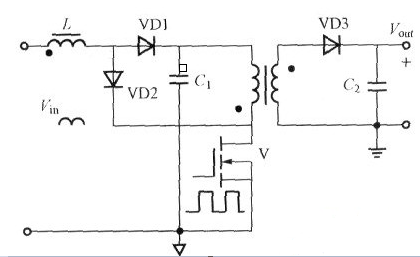 L
VD1
VD3
V_out
+
VD2
C_1
C_2
V_in
V